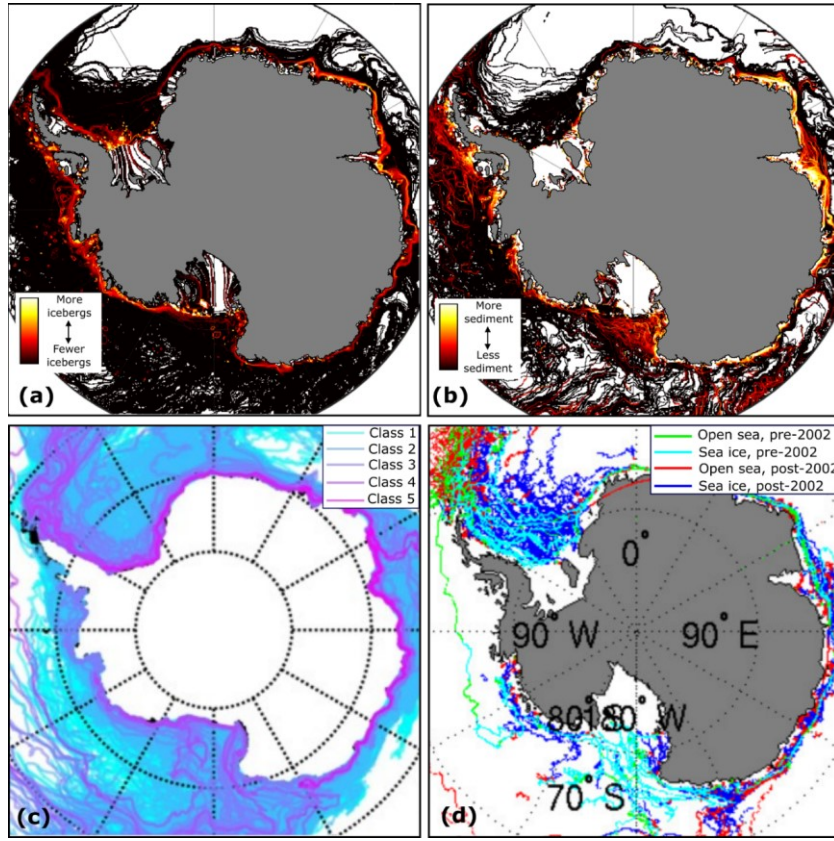 More
icebergs
Fewer
icebergs
(a)
More
sediment
Less
sediment
(b)
Class 1
Class 2
Class 3
Class 4
Class 5
(c)
Open sea, pre-2002
Sea ice, pre-2002
Open sea, post-2002
Sea ice, post-2002
0°
90° W
90° E
70° S
(d)